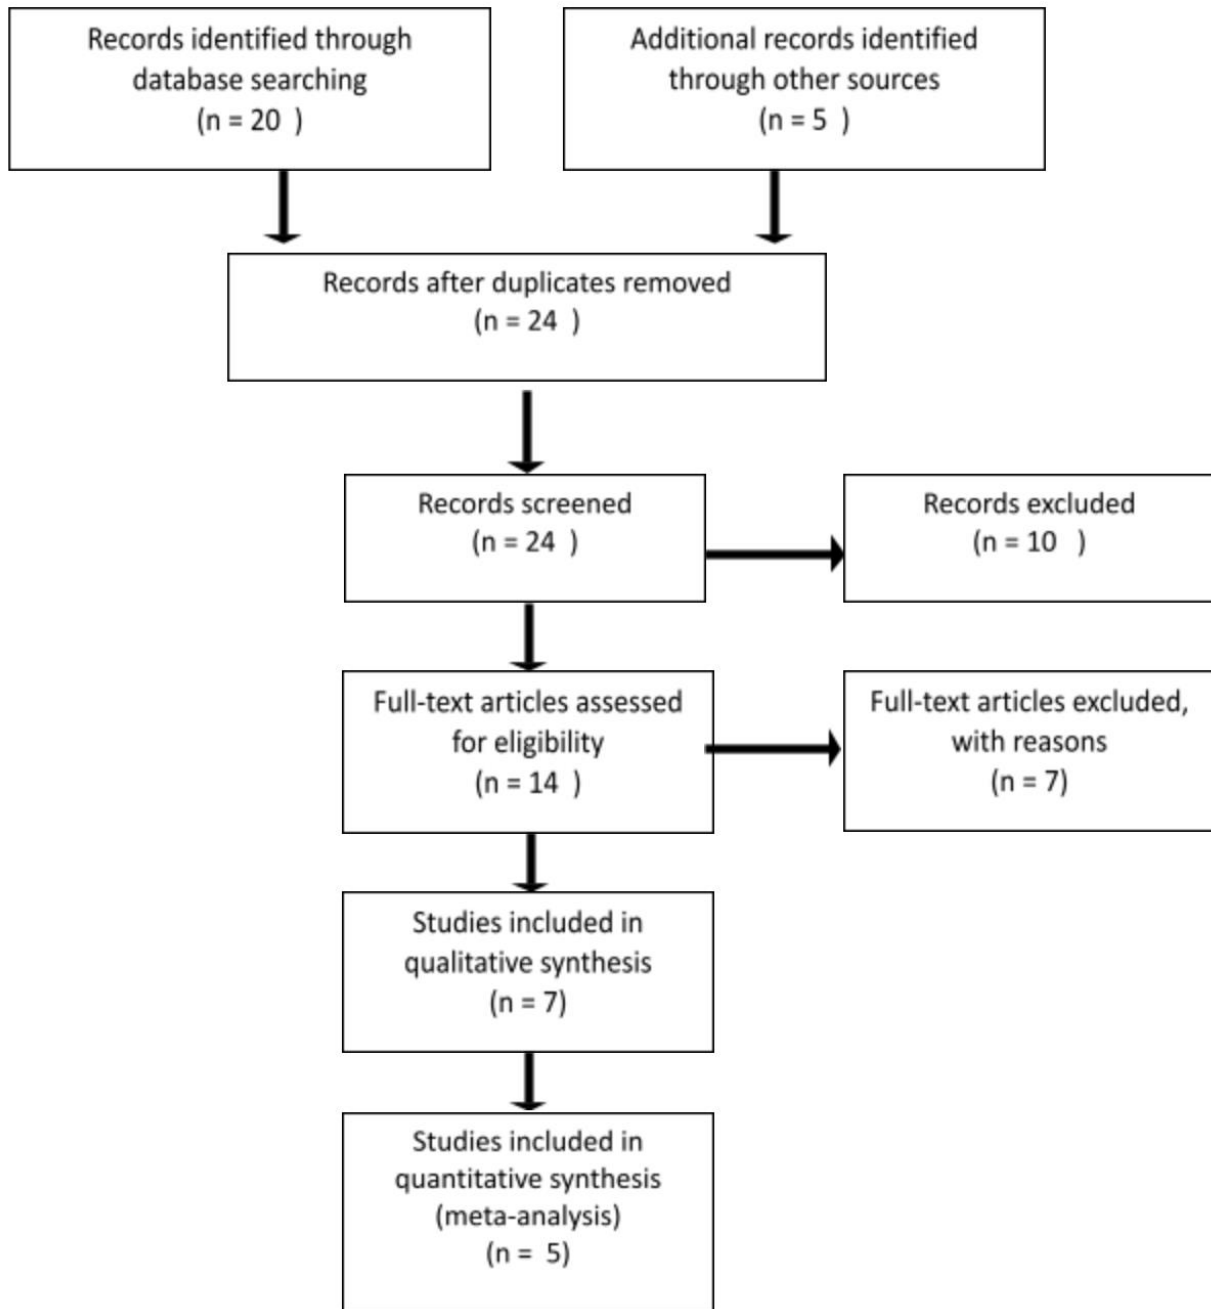 Records identified through
database searching
(n = 20  )
Additional records identified
through other sources
(n = 5  )
Records after duplicates removed
(n = 24  )
Records screened
(n = 24  )
Records excluded
(n = 10   )
Full-text articles assessed
for eligibility
(n = 14  )
Full-text articles excluded,
with reasons
(n = 7)
Studies included in
qualitative synthesis
(n = 7)
Studies included in
quantitative synthesis
(meta-analysis)
(n =  5)